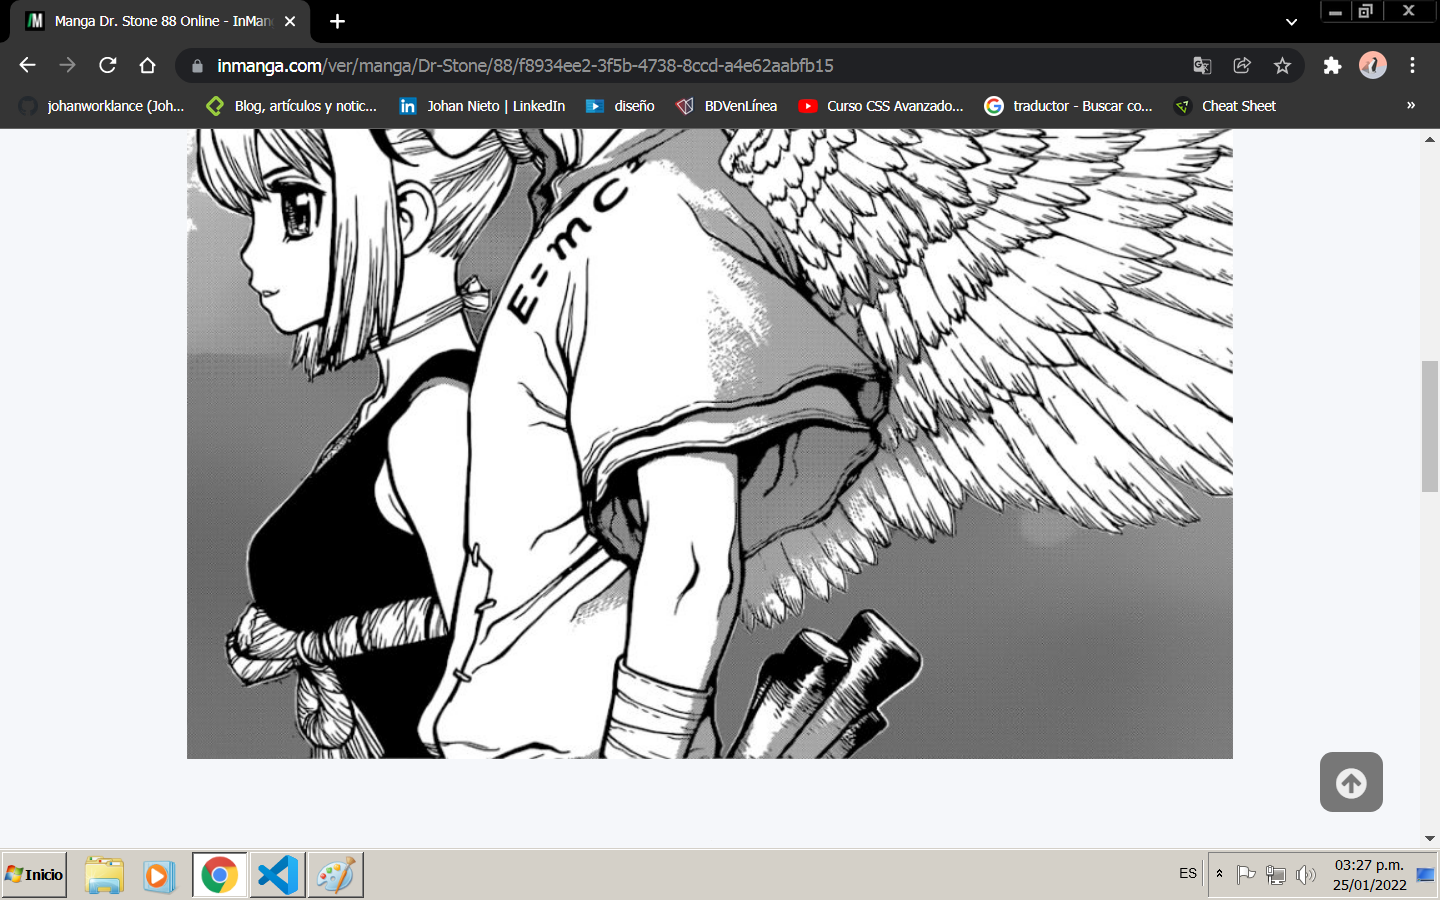 Manga Dr. Stone 88 Online - InMan
inmanga.com/ver/manga/Dr-Stone/88/f8934ee2-3f5b-4738-8ccd-a4e62aabfb15
johanworklance (Joh... Blog, artículos y notic... Johan Nieto | LinkedIn diseño BDVenLínea Curso CSS Avanzado... traductor - Buscar co... Cheat Sheet »
E=mc²
Inicio ES 03:27 p.m.
25/01/2022